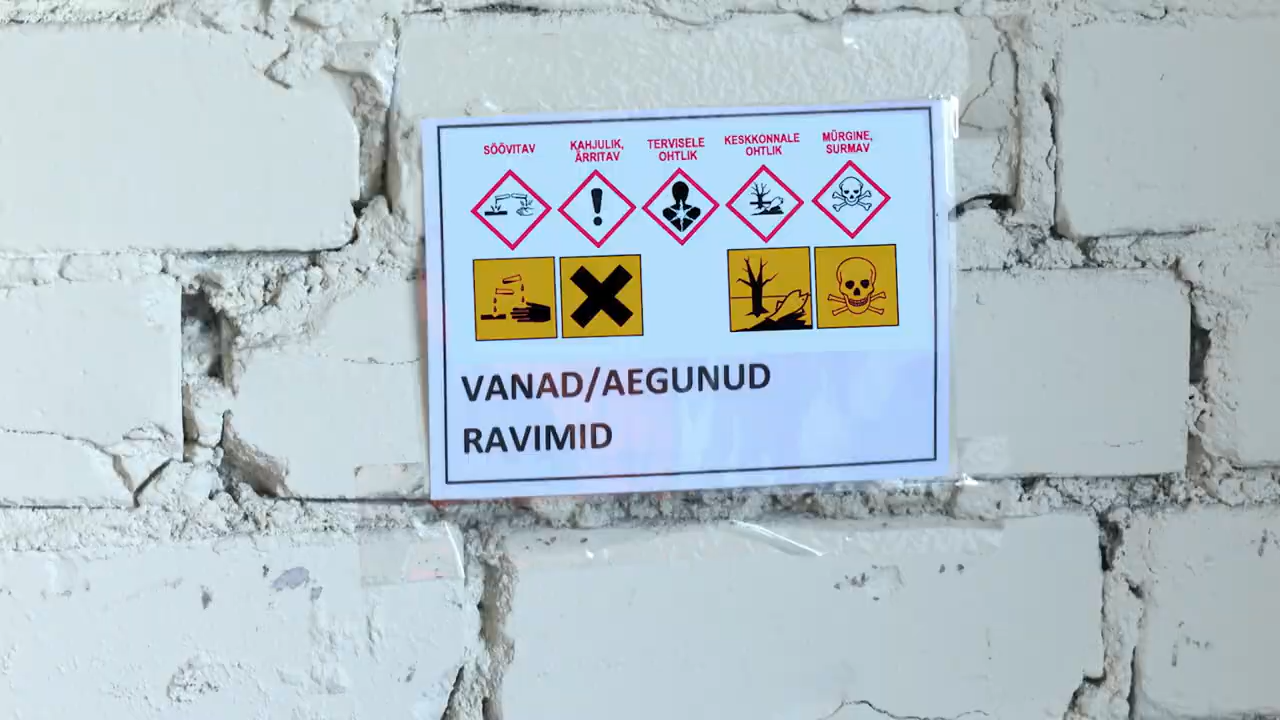 SÖÖVITAV
KAHJULIK,
ÄRRITAV
TERVISELE
OHTLIK
KESKKONNALE
OHTLIK
MÜRGINE,
SURMAV
VANAD/AEGUNUD
RAVIMID